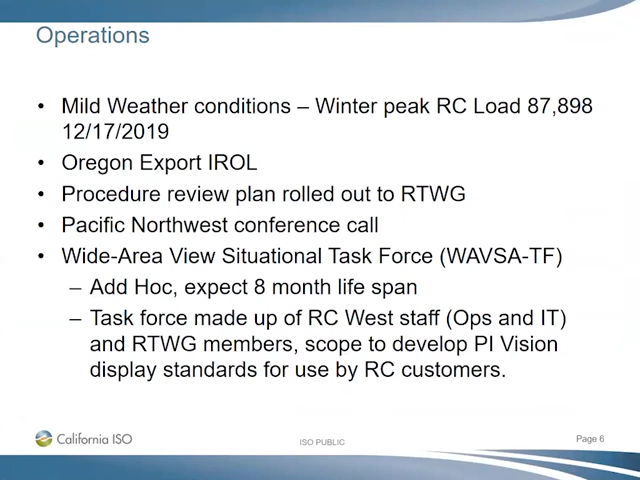 Operations
• Mild Weather conditions – Winter peak RC Load 87,898
12/17/2019
• Oregon Export IROL
• Procedure review plan rolled out to RTWG
• Pacific Northwest conference call
• Wide-Area View Situational Task Force (WAVSA-TF)
– Add Hoc, expect 8 month life span
– Task force made up of RC West staff (Ops and IT)
and RTWG members, scope to develop PI Vision
display standards for use by RC customers.
California ISO
ISO PUBLIC
Page 6